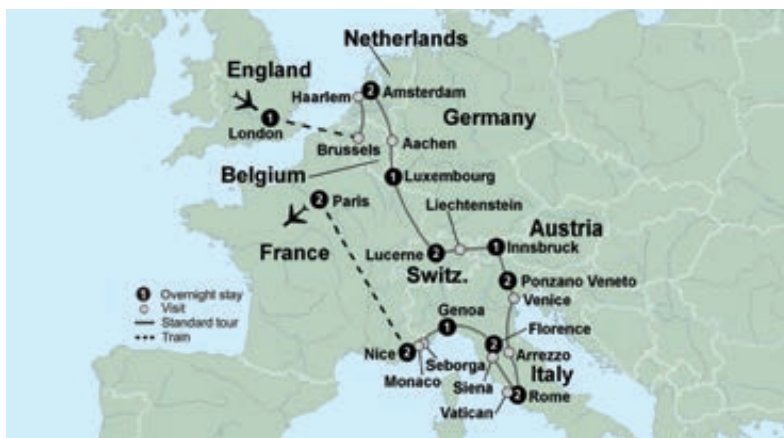 Netherlands
England
Haarlem
2
Amsterdam
1
London
Germany
Brussels
Aachen
Belgium
1
Luxembourg
2
Paris
Liechtenstein
Austria
France
Lucerne
2
1
Innsbruck
Switz.
2
Ponzano Veneto
Venice
1
Overnight stay
Visit
Standard tour
Train
Genoa
1
Florence
2
Nice
2
Seborga
Arrezzo
Monaco
Siena
Italy
Vatican
2
Rome